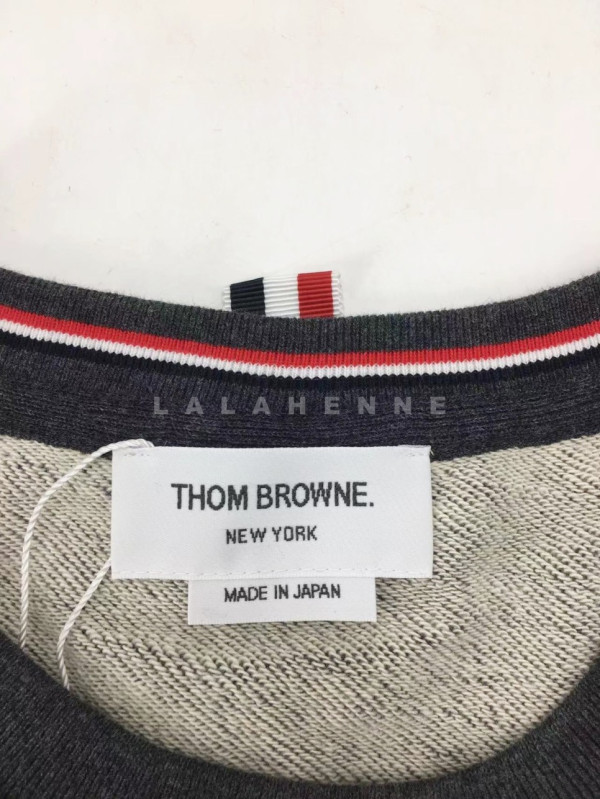 LALAHENNE
THOM BROWNE.
NEW YORK
MADE IN JAPAN